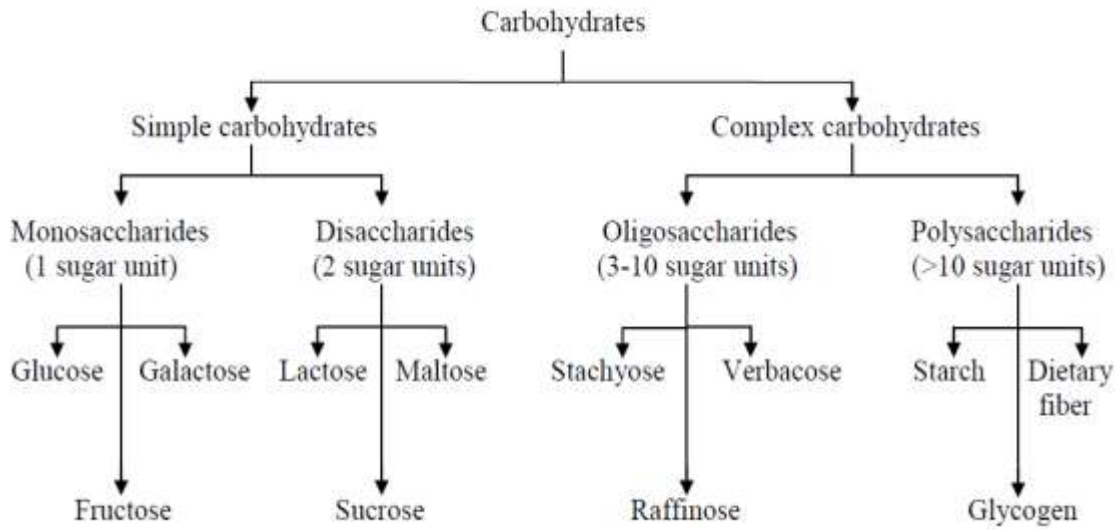 Carbohydrates
Simple carbohydrates
Complex carbohydrates
Monosaccharides
(1 sugar unit)
Disaccharides
(2 sugar units)
Oligosaccharides
(3-10 sugar units)
Polysaccharides
(>10 sugar units)
Glucose
Galactose
Lactose
Maltose
Stachyose
Verbacose
Starch
Dietary
fiber
Fructose
Sucrose
Raffinose
Glycogen